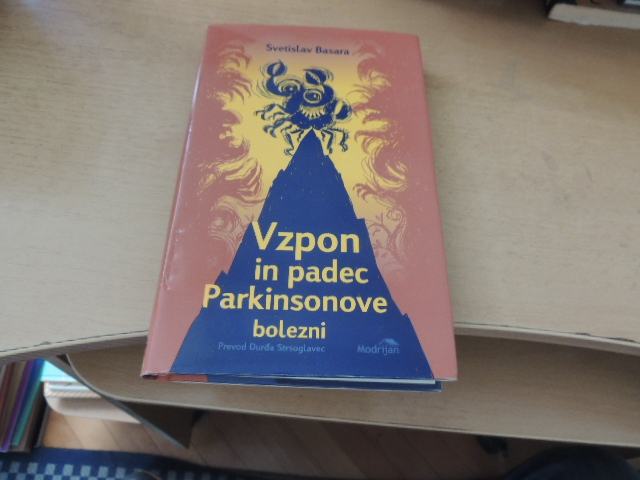 Svetislav Basara
Vzpon
in padec
Parkinsonove
bolezni
Prevod Đurđa Strsoglavec
Modrijan